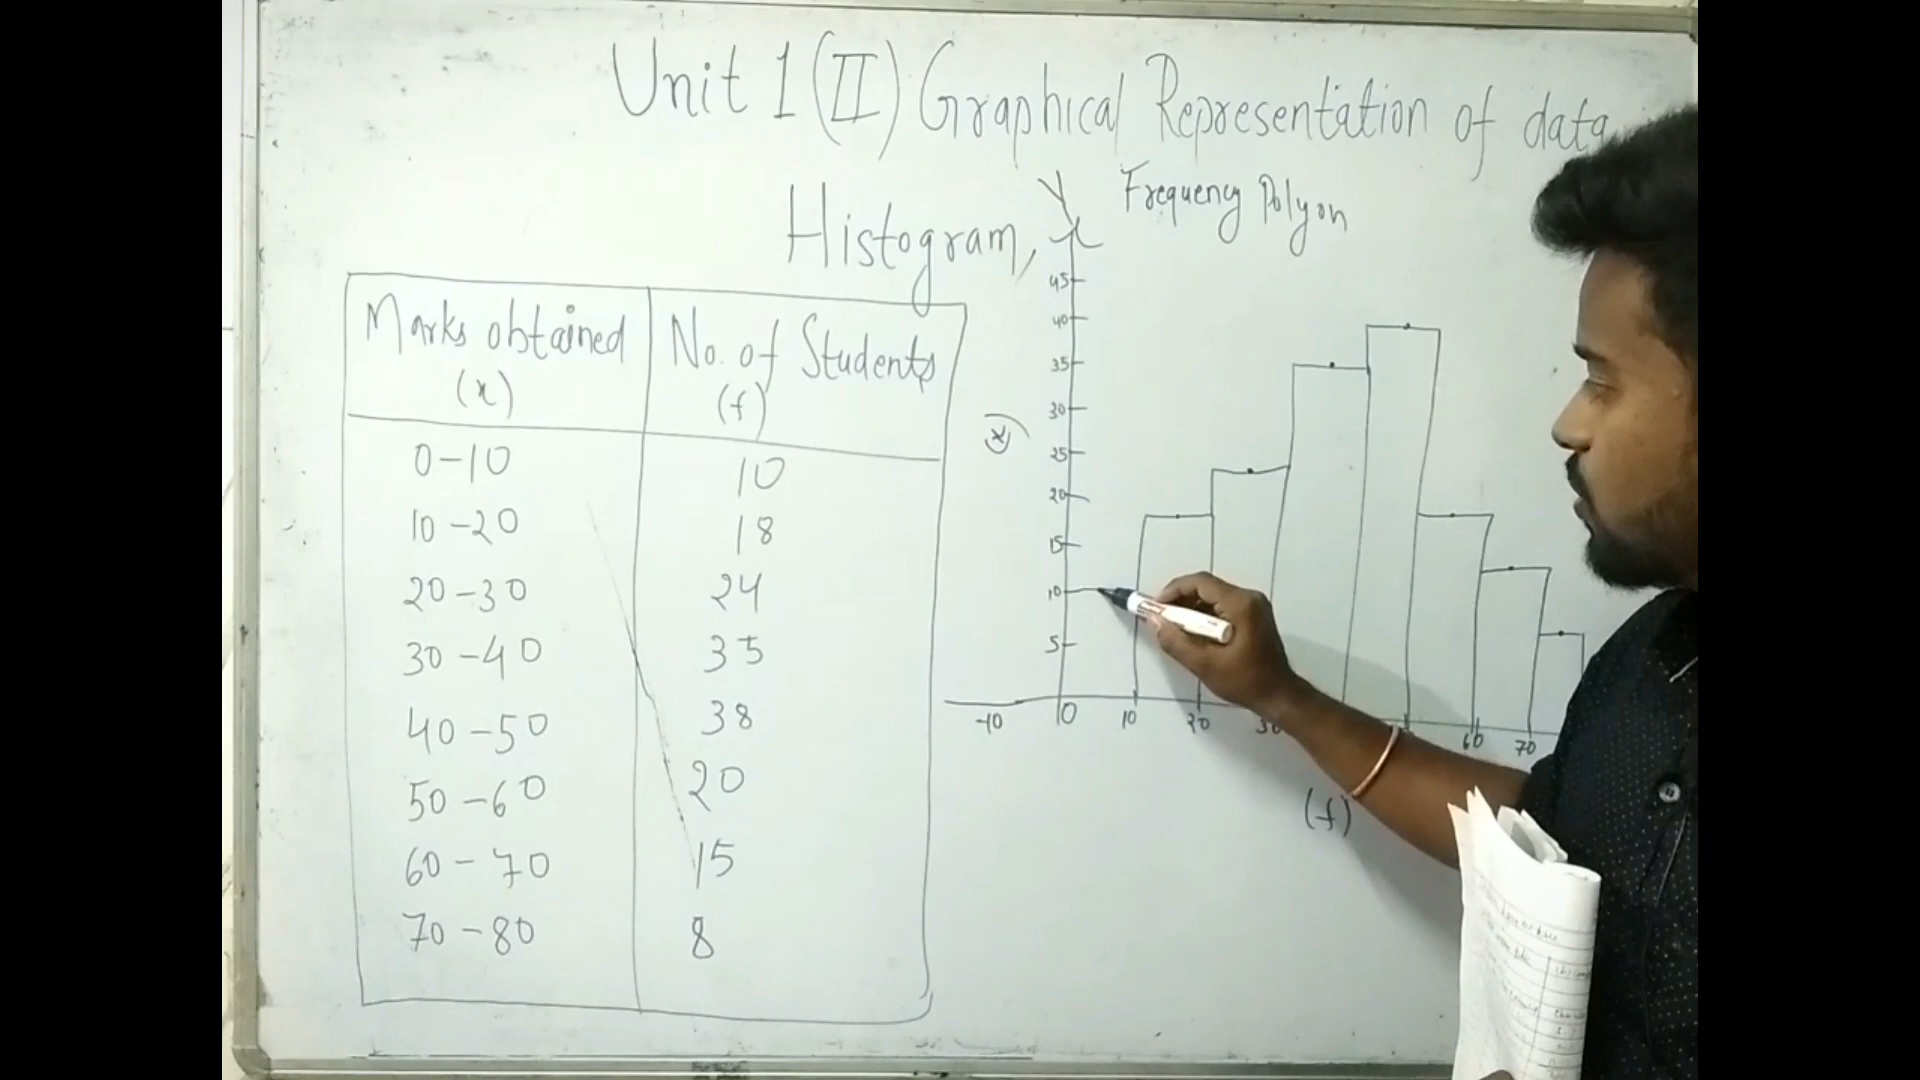 Unit 1 (II) Graphical Representation of data
Histogram, Frequency Polyon
Marks obtained (x) No. of Students (f)
0-10 10
10-20 18
20-30 24
30-40 35
40-50 38
50-60 20
60-70 15
70-80 8
Y
45
40
35
30
(x)
25
20
15
10
5
-10 0 10 20 30 60 70
(f)